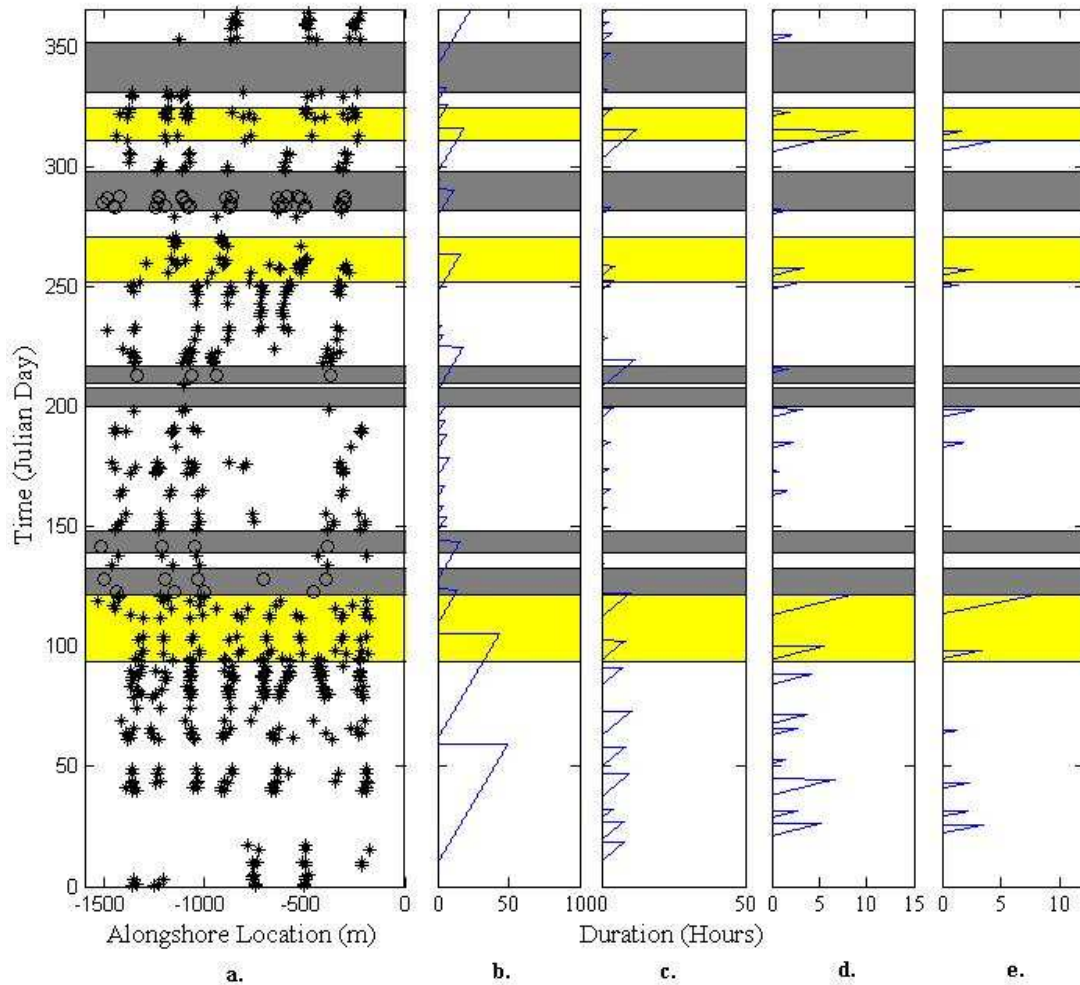 Time (Julian Day)
350
300
250
200
150
100
50
0
-1500 -1000 -500 0
0 50 100
0 50
0 5 10 15
0 5 10
Alongshore Location (m)
Duration (Hours)
a. b. c. d. e.